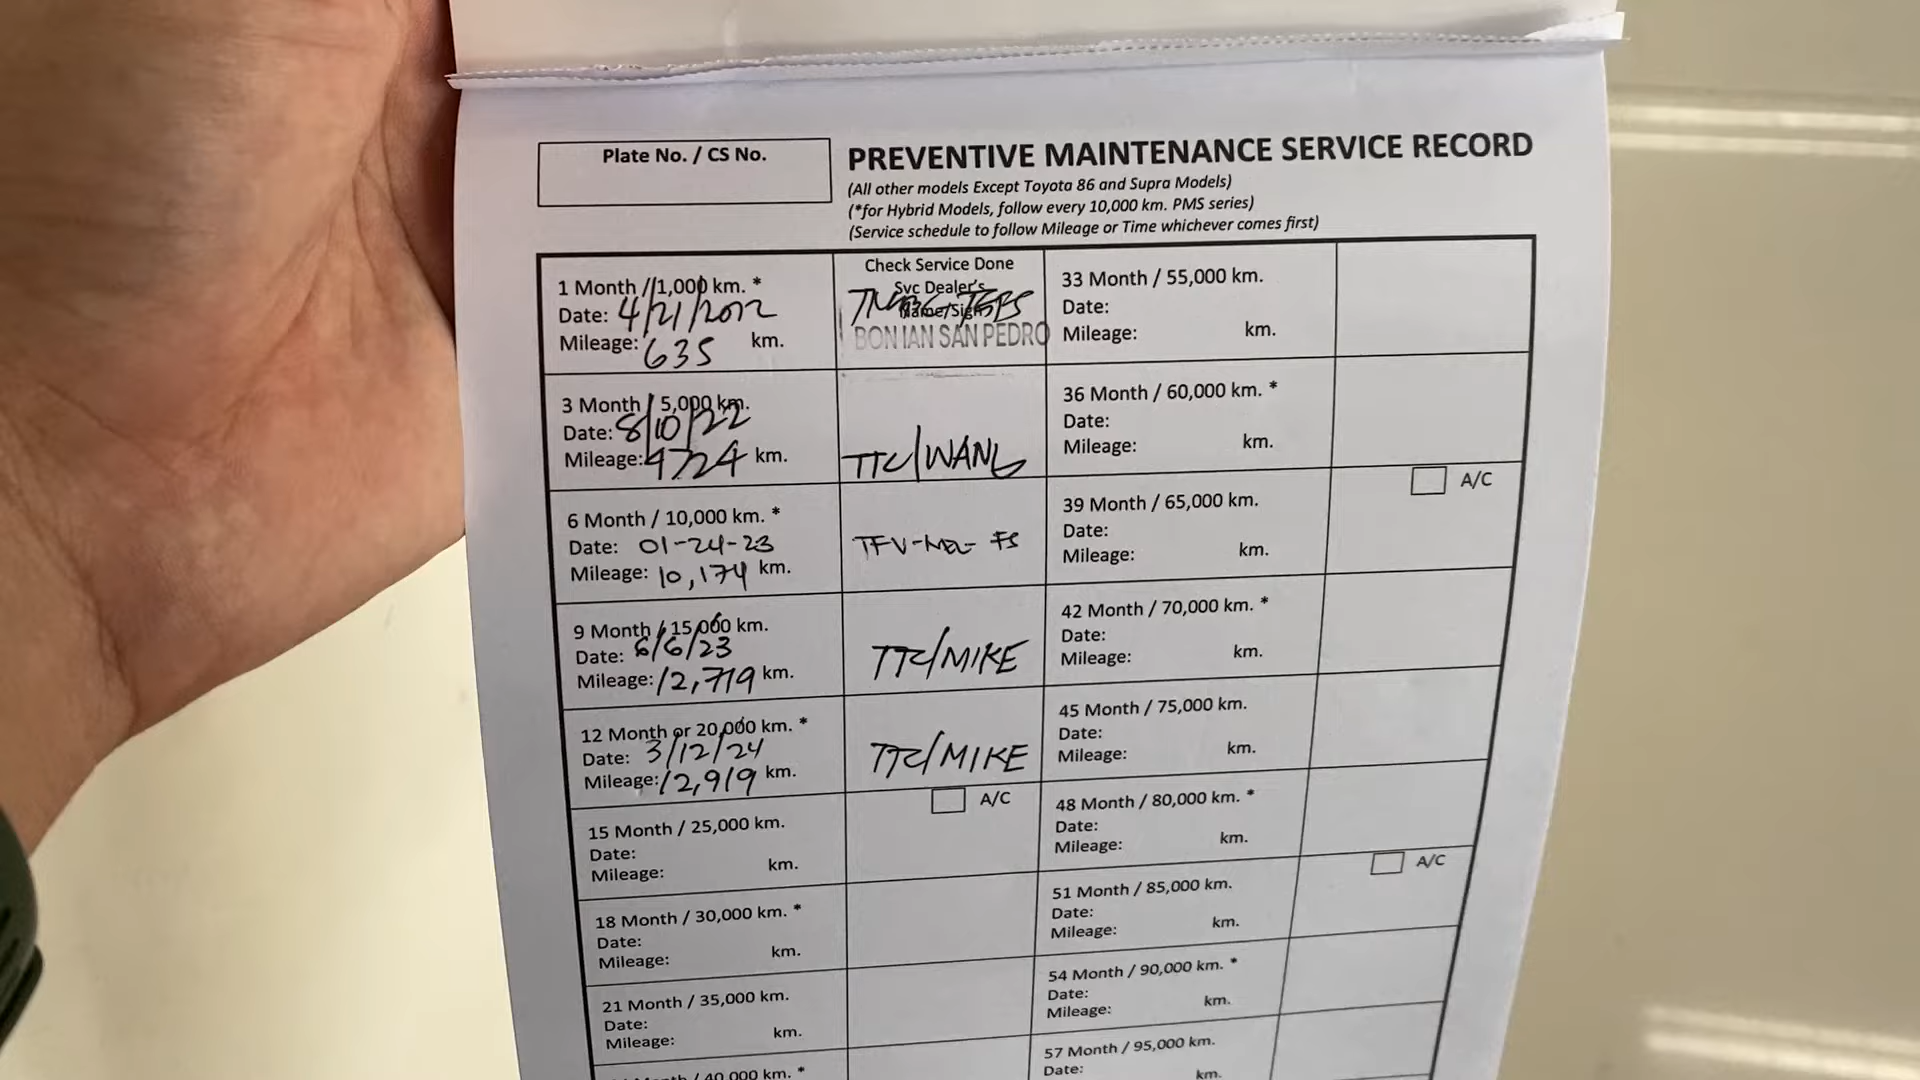 Plate No. / CS No.
PREVENTIVE MAINTENANCE SERVICE RECORD
(All other models Except Toyota 86 and Supra Models)
(*for Hybrid Models, follow every 10,000 km. PMS series)
(Service schedule to follow Mileage or Time whichever comes first)
1 Month / 1,000 km. *
Date: 4/21/2012
Mileage: 635 km.
Check Service Done
Svc Dealer's
Name/Sign
BON IAN SAN PEDRO
3 Month / 5,000 km.
Date: 8/10/22
Mileage: 4724 km.
TTC/WANG
6 Month / 10,000 km. *
Date: 01-24-23
Mileage: 10,174 km.
9 Month / 15,000 km.
Date: 6/6/23
Mileage: 12,719 km.
TTC/MIKE
12 Month or 20,000 km. *
Date: 3/12/24
Mileage: 12,919 km.
TTC/MIKE
15 Month / 25,000 km.
Date:
Mileage: km.
A/C
18 Month / 30,000 km. *
Date:
Mileage: km.
21 Month / 35,000 km.
Date:
Mileage: km.
/ 40,000 km. *
33 Month / 55,000 km.
Date:
Mileage: km.
36 Month / 60,000 km. *
Date:
Mileage: km.
39 Month / 65,000 km.
Date:
Mileage: km.
A/C
42 Month / 70,000 km. *
Date:
Mileage: km.
45 Month / 75,000 km.
Date:
Mileage: km.
48 Month / 80,000 km. *
Date:
Mileage: km.
51 Month / 85,000 km.
Date:
Mileage: km.
A/C
54 Month / 90,000 km. *
Date:
Mileage: km.
57 Month / 95,000 km.
Date:
km.